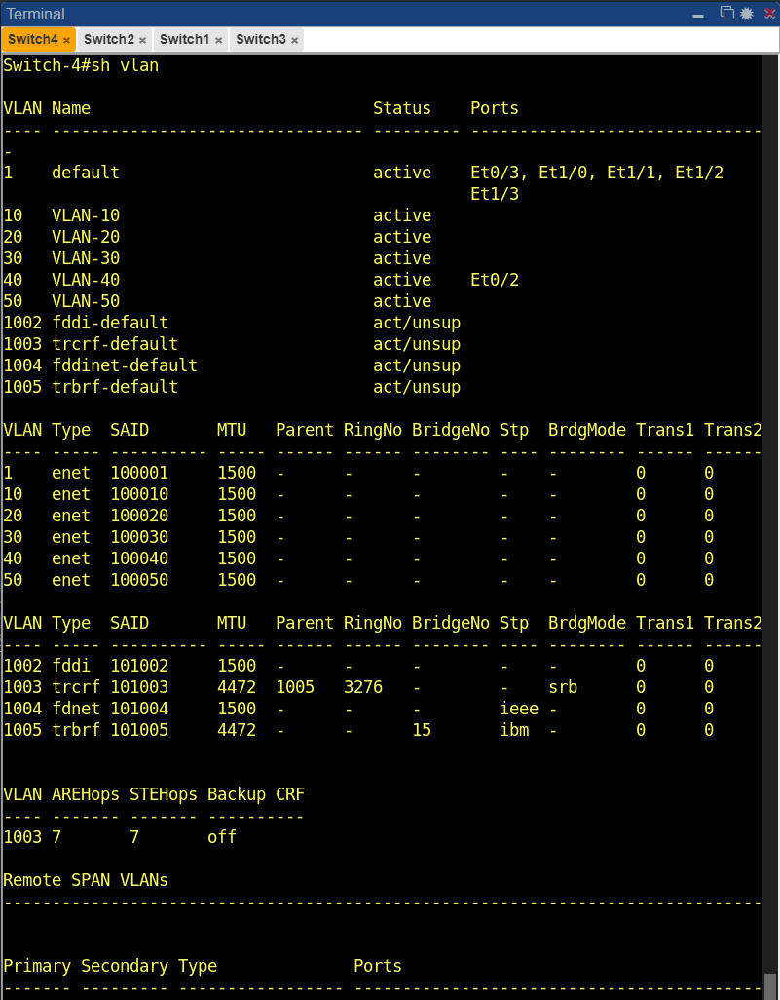 Terminal
Switch4 × Switch2 × Switch1 × Switch3 ×
Switch-4#sh vlan
VLAN Name                             Status    Ports
---- -------------------------------- --------- ------------------------------
-
1    default                          active    Et0/3, Et1/0, Et1/1, Et1/2
                                                Et1/3
10   VLAN-10                          active
20   VLAN-20                          active
30   VLAN-30                          active
40   VLAN-40                          active    Et0/2
50   VLAN-50                          active
1002 fddi-default                     act/unsup
1003 trcrf-default                    act/unsup
1004 fddinet-default                  act/unsup
1005 trbrf-default                    act/unsup
VLAN Type  SAID       MTU   Parent RingNo BridgeNo Stp  BrdgMode Trans1 Trans2
---- ----- ---------- ----- ------ ------ -------- ---- -------- ------ ------
1    enet  100001     1500  -      -      -        -    -        0      0
10   enet  100010     1500  -      -      -        -    -        0      0
20   enet  100020     1500  -      -      -        -    -        0      0
30   enet  100030     1500  -      -      -        -    -        0      0
40   enet  100040     1500  -      -      -        -    -        0      0
50   enet  100050     1500  -      -      -        -    -        0      0
VLAN Type  SAID       MTU   Parent RingNo BridgeNo Stp  BrdgMode Trans1 Trans2
---- ----- ---------- ----- ------ ------ -------- ---- -------- ------ ------
1002 fddi  101002     1500  -      -      -        -    -        0      0
1003 trcrf 101003     4472  1005   3276   -        -    srb      0      0
1004 fdnet 101004     1500  -      -      -        ieee -        0      0
1005 trbrf 101005     4472  -      -      15       ibm  -        0      0
VLAN AREHops STEHops Backup CRF
---- ------- ------- ----------
1003 7       7       off
Remote SPAN VLANs
------------------------------------------------------------------------------
Primary Secondary Type              Ports
------- --------- ----------------- ------------------------------------------